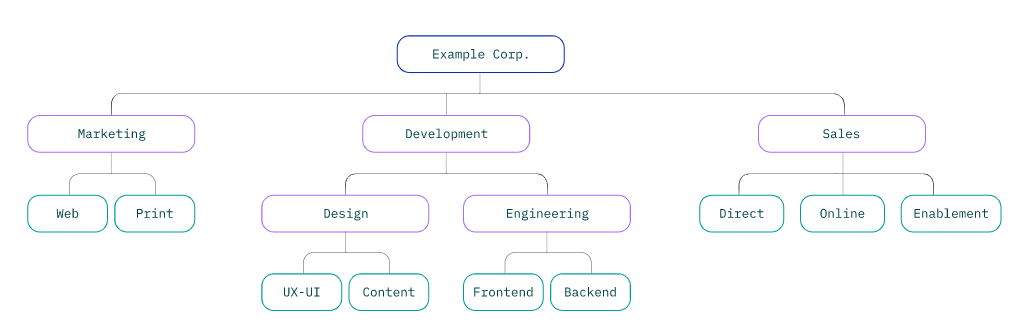 Example Corp.
Marketing
Development
Sales
Web
Print
Design
Engineering
Direct
Online
Enablement
UX-UI
Content
Frontend
Backend